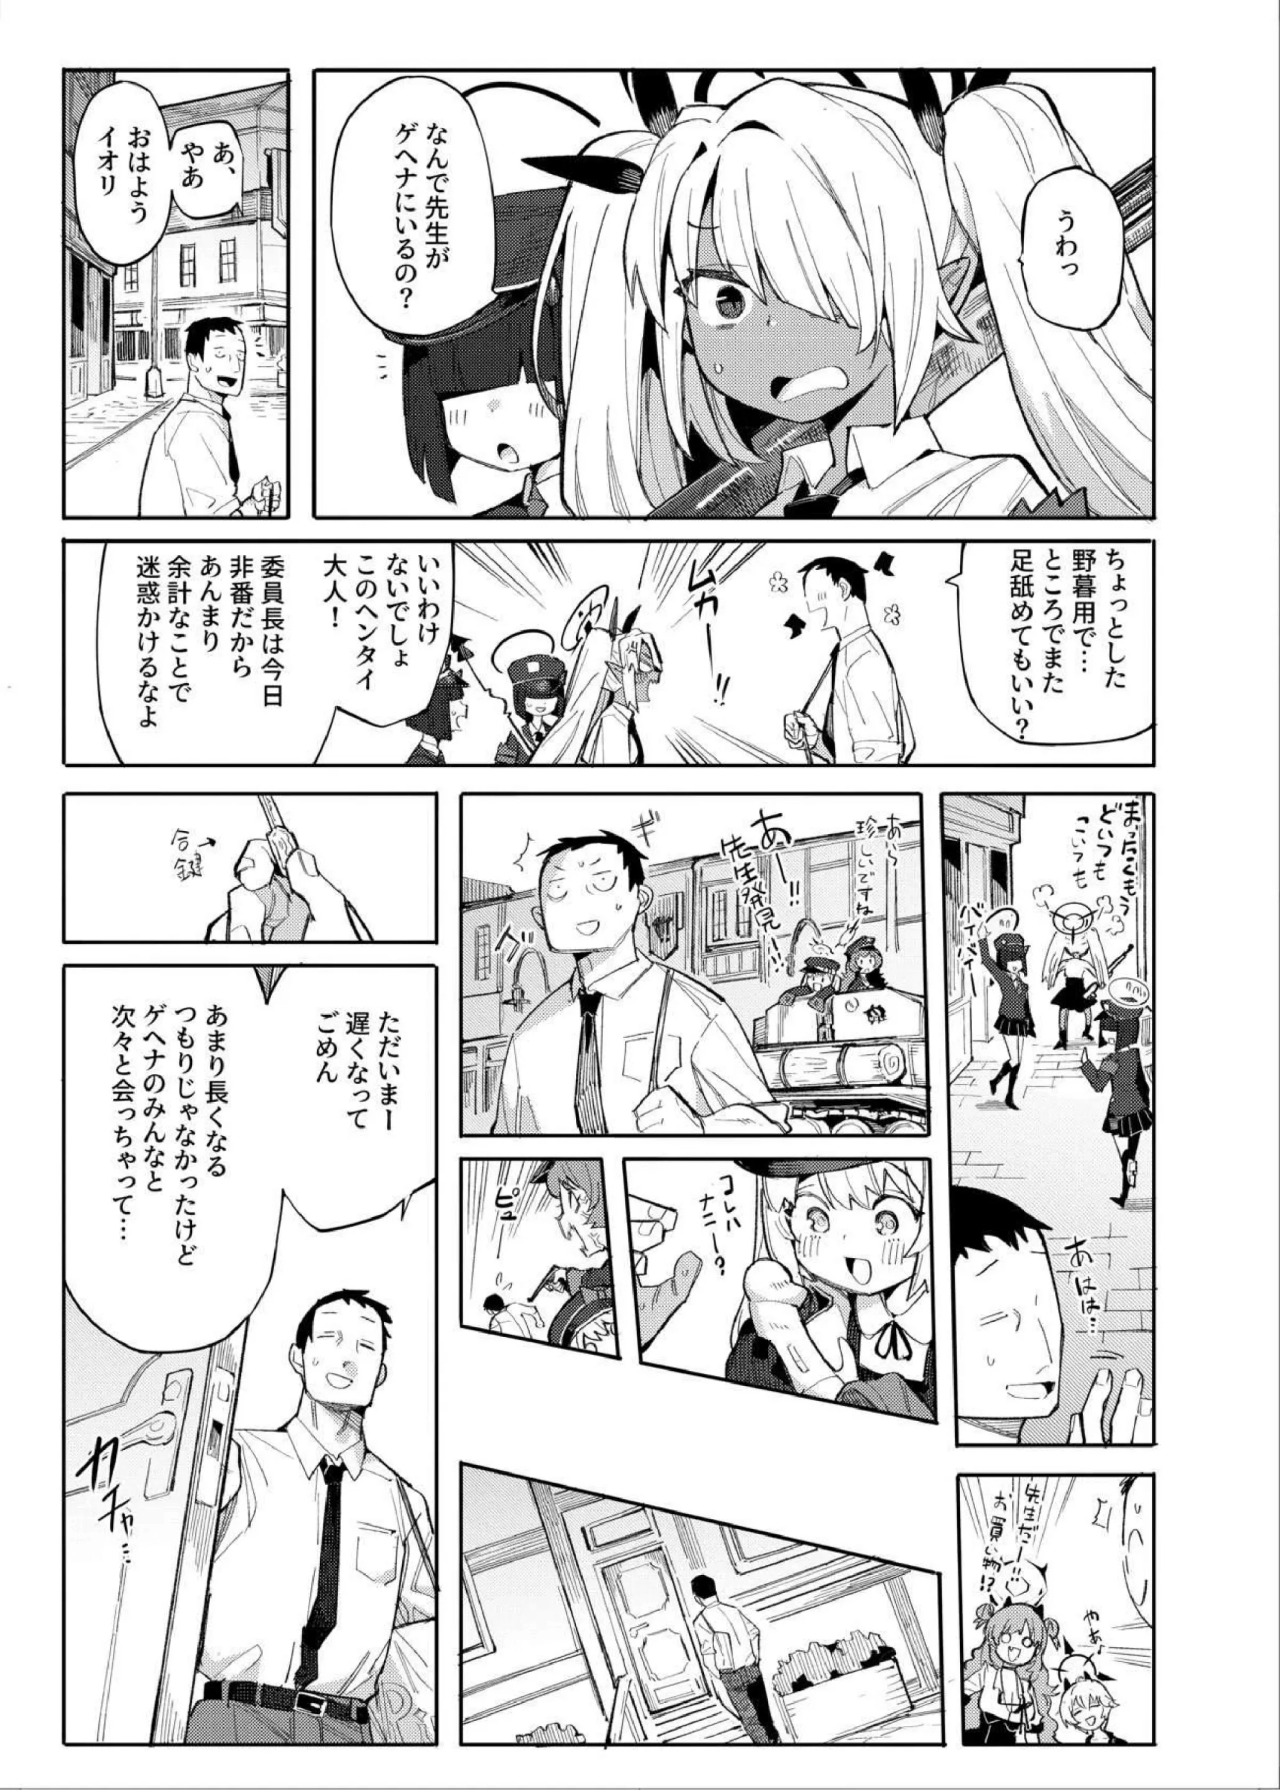 うわっ
なんで先生が
ゲヘナにいるの？
あ、
やあ
おはよう
イオリ
ちょっとした
野暮用で…
ところでまた
足舐めてもいい？
ムカーッ
!!
いいわけ
ないでしょ
このヘンタイ
大人！
委員長は今日
非番だから
あんまり
余計なことで
迷惑かけるなよ
まったくもう
どいつも
こいつも
バイバイー
あはは…
あら〜
珍しいですね
あー!!
先生発見!!
グッ
コレハ
ナニー？
ピュー
先生だー
お買い物!?
やあ
合鍵
ただいまー
遅くなって
ごめん
あまり長くなる
つもりじゃなかったけど
ゲヘナのみんなと
次々と会っちゃって…
ガチャ…